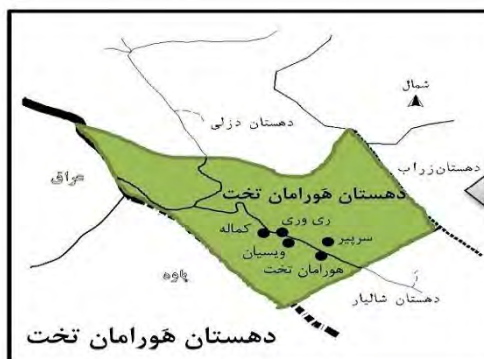 شمال
دهستان دزلی
دهستان زراب
عراق
دهستان هَورامان تخت
ری وری
کماله
سرپیر
ویسیان
هورامان تخت
پاوه
دهستان شالیار
دهستان هَورامان تخت